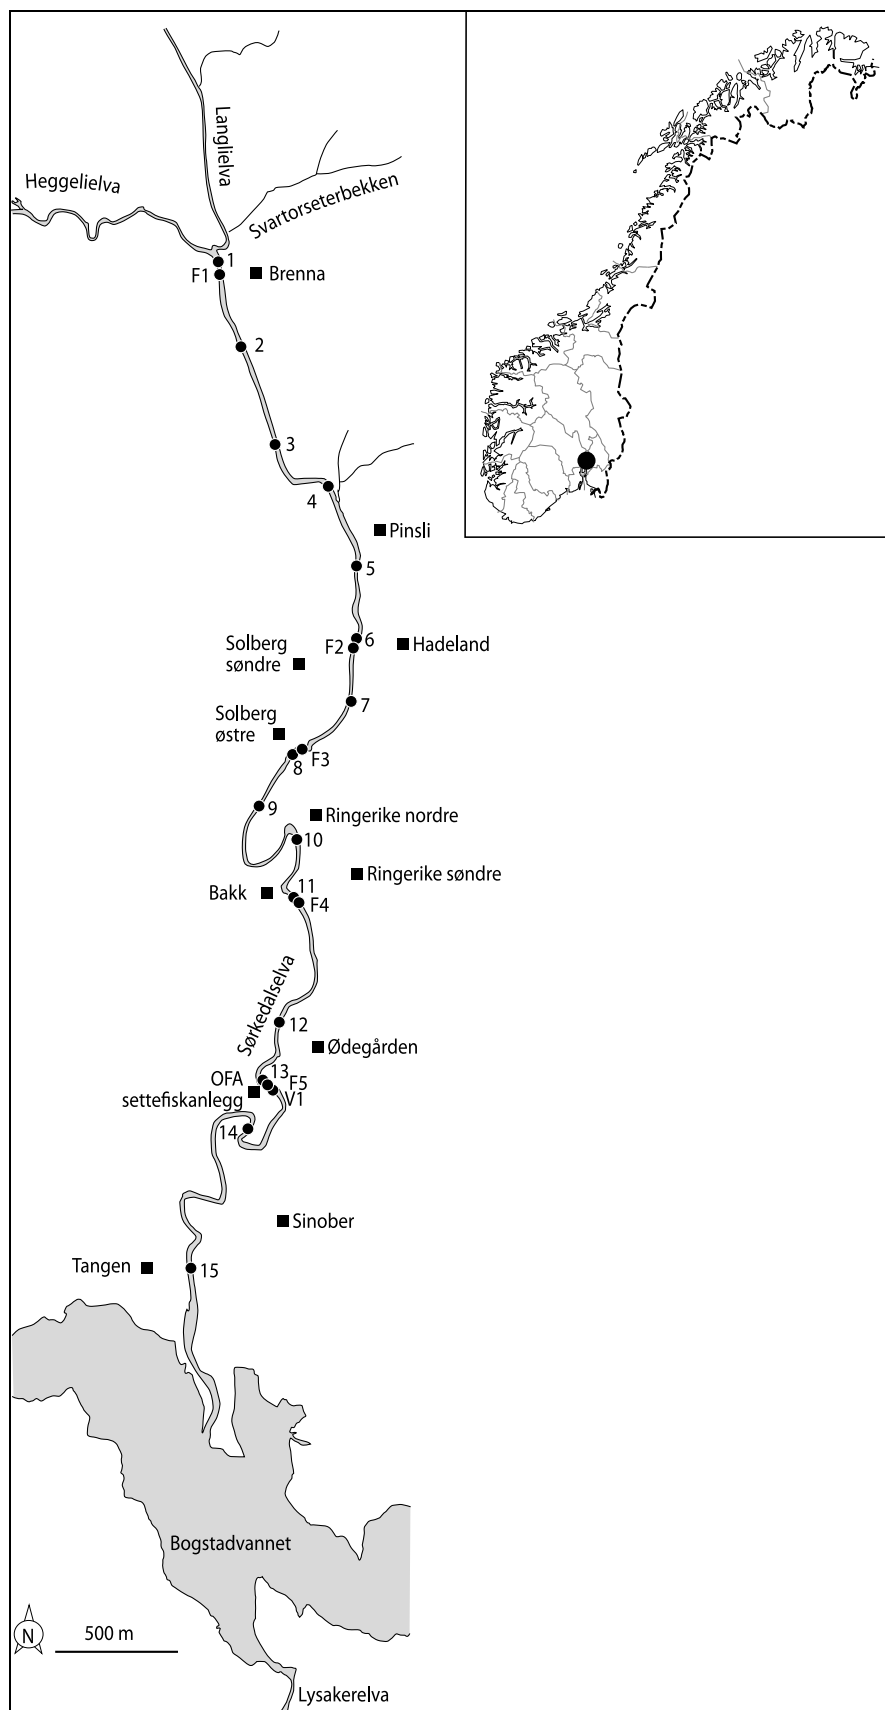 Langlielva
Heggelielva
Svartorseterbekken
1
F1
Brenna
2
3
4
Pinsli
5
6
F2
Hadeland
Solberg
søndre
7
Solberg
østre
F3
8
9
Ringerike nordre
10
Ringerike søndre
Bakk
11
F4
Sørkedalselva
12
Ødegården
13
OFA
settefiskanlegg
F5
V1
14
Sinober
Tangen
15
Bogstadvannet
N
500 m
Lysakerelva